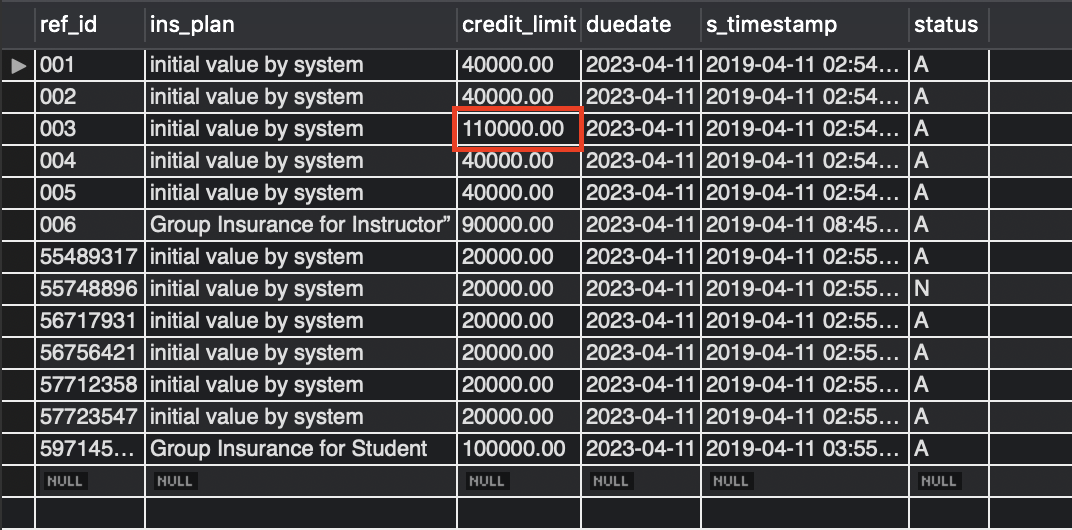 ref_id ins_plan credit_limit duedate s_timestamp status
001 initial value by system 40000.00 2023-04-11 2019-04-11 02:54... A
002 initial value by system 40000.00 2023-04-11 2019-04-11 02:54... A
003 initial value by system 110000.00 2023-04-11 2019-04-11 02:54... A
004 initial value by system 40000.00 2023-04-11 2019-04-11 02:54... A
005 initial value by system 40000.00 2023-04-11 2019-04-11 02:54... A
006 Group Insurance for Instructor” 90000.00 2023-04-11 2019-04-11 08:45... A
55489317 initial value by system 20000.00 2023-04-11 2019-04-11 02:55... A
55748896 initial value by system 20000.00 2023-04-11 2019-04-11 02:55... N
56717931 initial value by system 20000.00 2023-04-11 2019-04-11 02:55... A
56756421 initial value by system 20000.00 2023-04-11 2019-04-11 02:55... A
57712358 initial value by system 20000.00 2023-04-11 2019-04-11 02:55... A
57723547 initial value by system 20000.00 2023-04-11 2019-04-11 02:55... A
597145... Group Insurance for Student 100000.00 2023-04-11 2019-04-11 03:55... A
NULL NULL NULL NULL NULL NULL